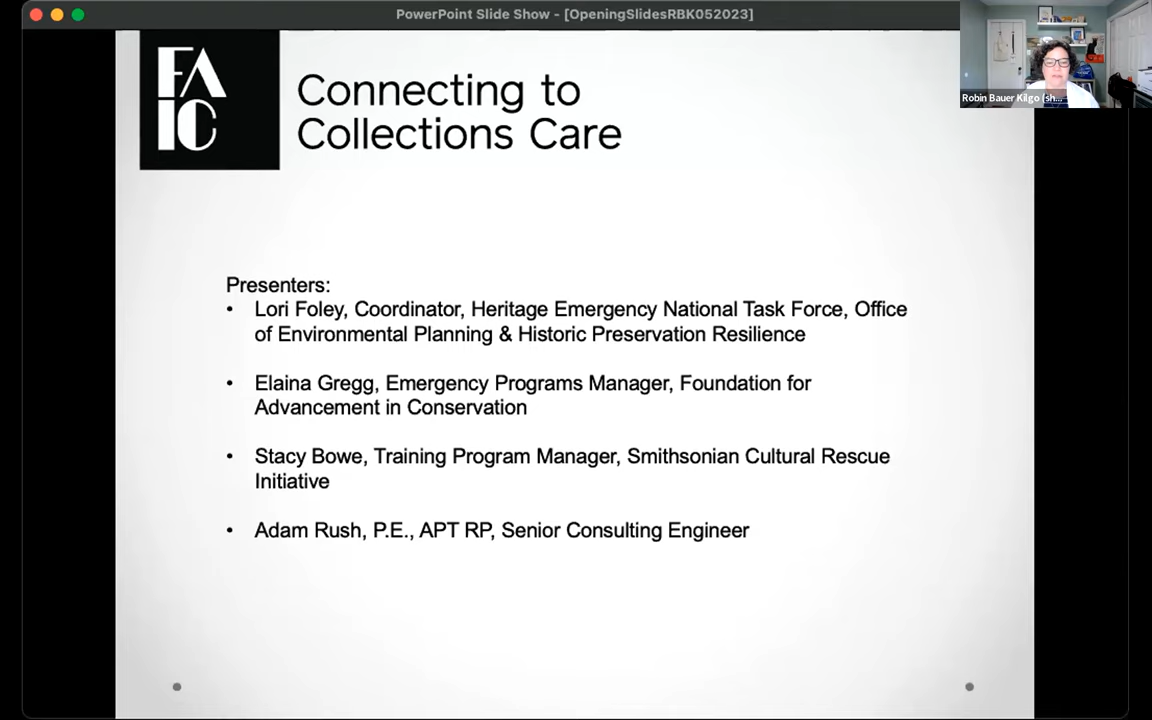 PowerPoint Slide Show - [OpeningSlidesRBK052023]
FA
IC
Connecting to
Collections Care
Robin Bauer Kilgo (sh...
Presenters:
• Lori Foley, Coordinator, Heritage Emergency National Task Force, Office
of Environmental Planning & Historic Preservation Resilience
• Elaina Gregg, Emergency Programs Manager, Foundation for
Advancement in Conservation
• Stacy Bowe, Training Program Manager, Smithsonian Cultural Rescue
Initiative
• Adam Rush, P.E., APT RP, Senior Consulting Engineer